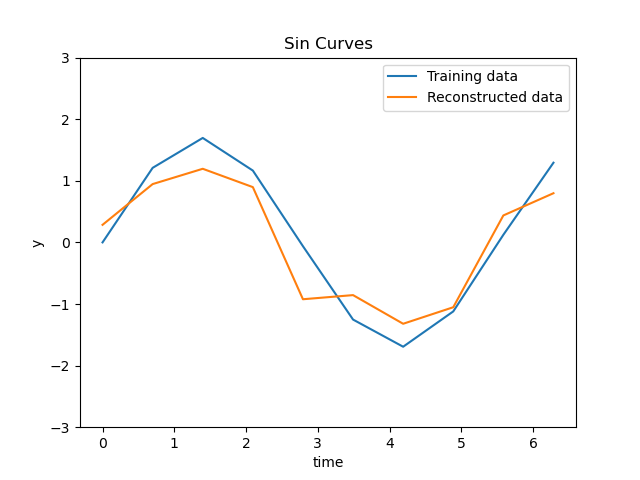 Sin Curves
Training data
Reconstructed data
3
2
1
0
−1
−2
−3
y
0 1 2 3 4 5 6
time